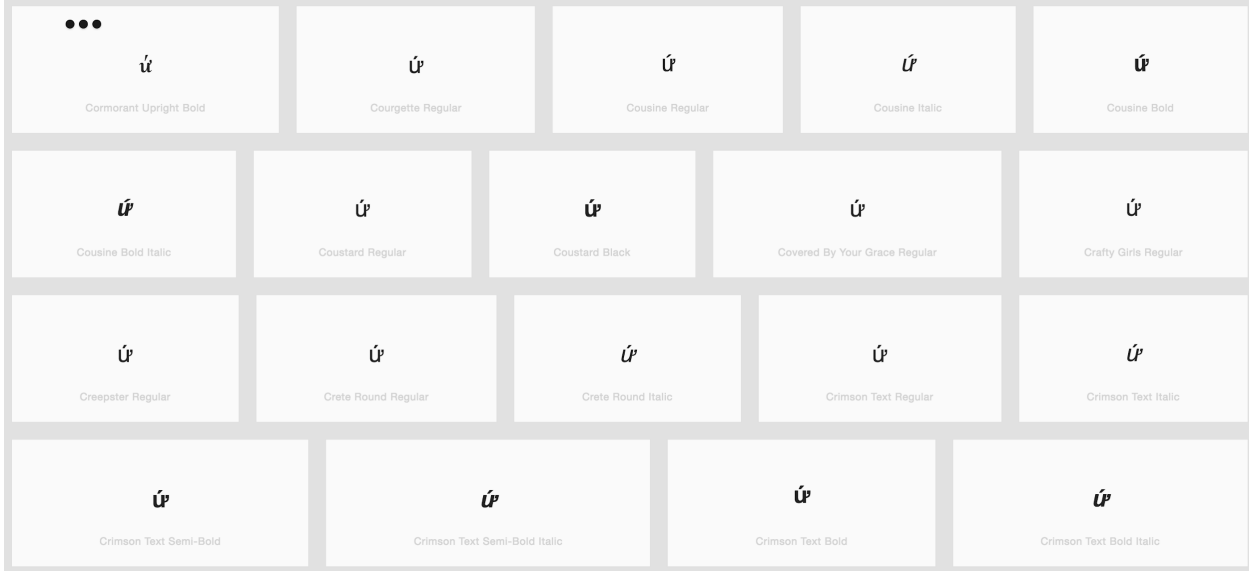 ứ ứ ứ ứ ứ
Cormorant Upright Bold Courgette Regular Cousine Regular Cousine Italic Cousine Bold
ứ ứ ứ ứ ứ
Cousine Bold Italic Coustard Regular Coustard Black Covered By Your Grace Regular Crafty Girls Regular
ứ ứ ứ ứ ứ
Creepster Regular Crete Round Regular Crete Round Italic Crimson Text Regular Crimson Text Italic
ứ ứ ứ ứ
Crimson Text Semi-Bold Crimson Text Semi-Bold Italic Crimson Text Bold Crimson Text Bold Italic